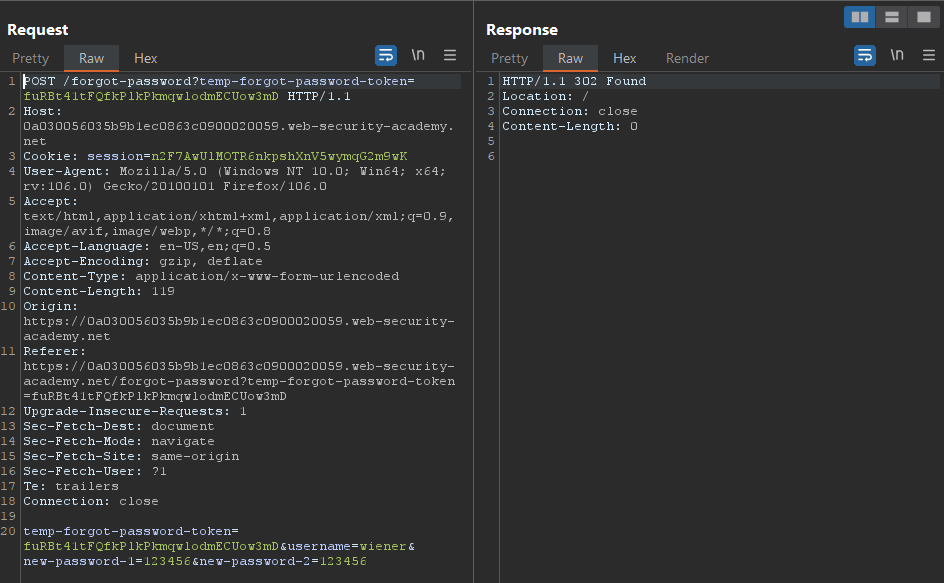 Request
Pretty Raw Hex
\n
1 POST /forgot-password?temp-forgot-password-token=
fuRBt41tFQfkPlkPkmqwlodmECUow3mD HTTP/1.1
2 Host:
0a030056035b9b1ec0863c0900020059.web-security-academy.
net
3 Cookie: session=n2F7AwUlMOTR6nkpshXnV5wymqG2m9wK
4 User-Agent: Mozilla/5.0 (Windows NT 10.0; Win64; x64;
rv:106.0) Gecko/20100101 Firefox/106.0
5 Accept:
text/html,application/xhtml+xml,application/xml;q=0.9,
image/avif,image/webp,*/*;q=0.8
6 Accept-Language: en-US,en;q=0.5
7 Accept-Encoding: gzip, deflate
8 Content-Type: application/x-www-form-urlencoded
9 Content-Length: 119
10 Origin:
https://0a030056035b9b1ec0863c0900020059.web-security-
academy.net
11 Referer:
https://0a030056035b9b1ec0863c0900020059.web-security-
academy.net/forgot-password?temp-forgot-password-token
=fuRBt41tFQfkPlkPkmqwlodmECUow3mD
12 Upgrade-Insecure-Requests: 1
13 Sec-Fetch-Dest: document
14 Sec-Fetch-Mode: navigate
15 Sec-Fetch-Site: same-origin
16 Sec-Fetch-User: ?1
17 Te: trailers
18 Connection: close
19
20 temp-forgot-password-token=
fuRBt41tFQfkPlkPkmqwlodmECUow3mD&username=wiener&
new-password-1=123456&new-password-2=123456
Response
Pretty Raw Hex Render
\n
1 HTTP/1.1 302 Found
2 Location: /
3 Connection: close
4 Content-Length: 0
5
6